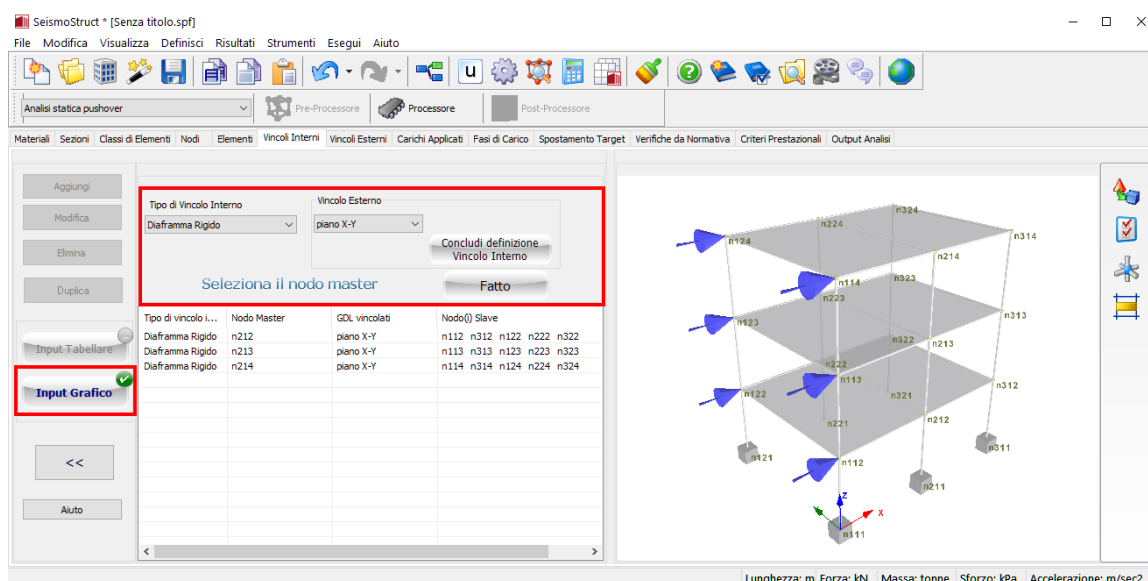 SeismoStruct * [Senza titolo.spf]
File Modifica Visualizza Definisci Risultati Strumenti Esegui Aiuto
u
Analisi statica pushover
Pre-Processore
Processore
Post-Processore
Materiali Sezioni Classi di Elementi Nodi Elementi Vincoli Interni Vincoli Esterni Carichi Applicati Fasi di Carico Spostamento Target Verifiche da Normativa Criteri Prestazionali Output Analisi
Aggiungi
Modifica
Elimina
Duplica
Input Tabellare
Input Grafico
<<
Aiuto
Tipo di Vincolo Interno
Diaframma Rigido
Vincolo Esterno
piano X-Y
Concludi definizione
Vincolo Interno
Seleziona il nodo master
Fatto
Tipo di vincolo i... Nodo Master GDL vincolati Nodo(i) Slave
Diaframma Rigido n212 piano X-Y n112 n312 n122 n222 n322
Diaframma Rigido n213 piano X-Y n113 n313 n123 n223 n323
Diaframma Rigido n214 piano X-Y n114 n314 n124 n224 n324
n324
n224
n314
n124
n214
n323
n114
n223
n313
n123
n322
n213
n222
n113
n312
n122
n321
n212
n221
n311
n121
n112
n211
Z
Y
X
n111
Lunghezza: m Forza: kN Massa: tonne Sforzo: kPa Accelerazione: m/sec2